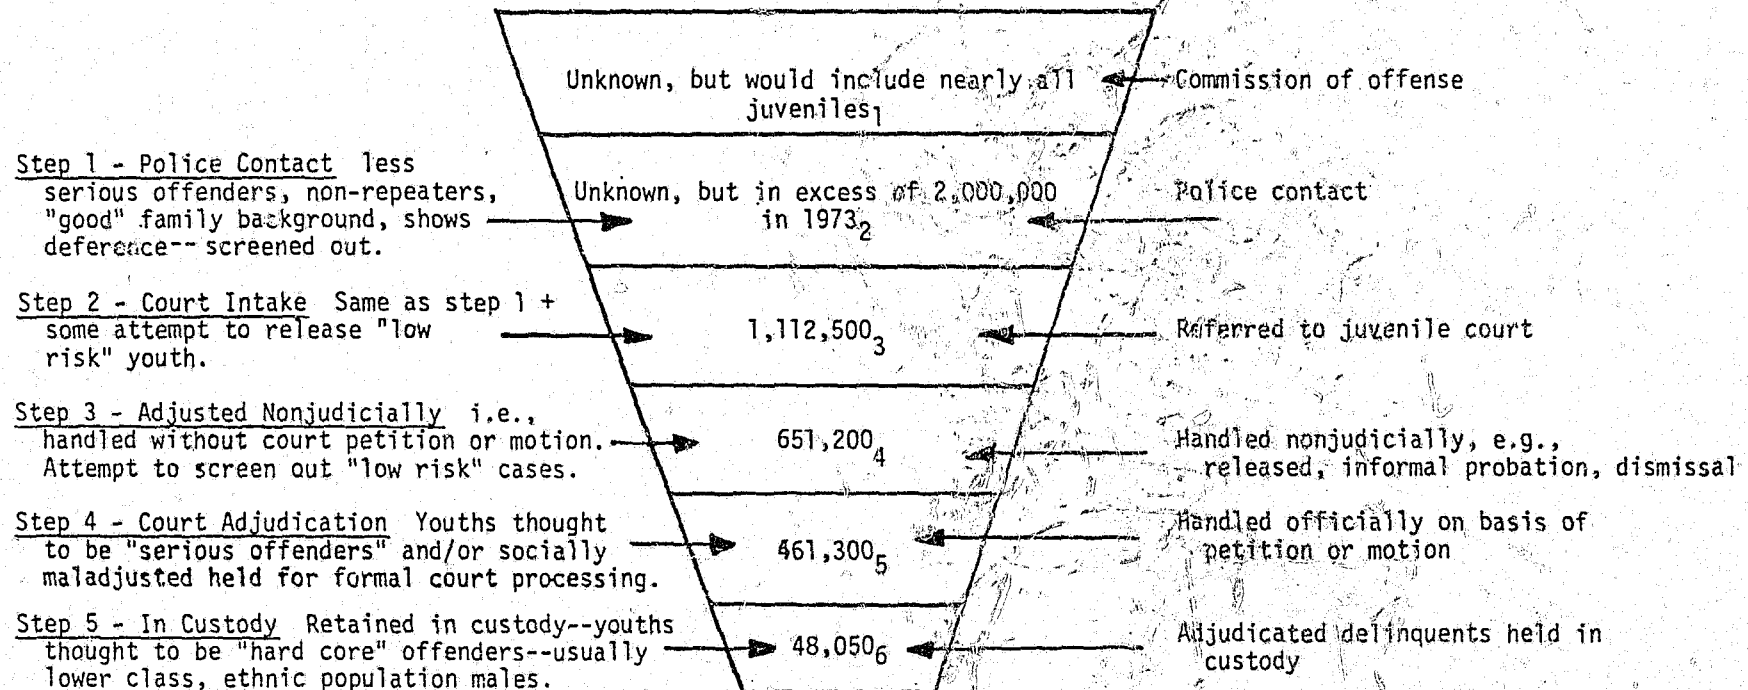 Unknown, but would include nearly all
juveniles1
Commission of offense
Step 1 - Police Contact less
serious offenders, non-repeaters,
"good" family background, shows
deference-- screened out.
Unknown, but in excess of 2,000,000
in 19732
Police contact
Step 2 - Court Intake Same as step 1 +
some attempt to release "low
risk" youth.
1,112,5003
Referred to juvenile court
Step 3 - Adjusted Nonjudicially i.e.,
handled without court petition or motion.
Attempt to screen out "low risk" cases.
651,2004
Handled nonjudicially, e.g.,
released, informal probation, dismissal
Step 4 - Court Adjudication Youths thought
to be "serious offenders" and/or socially
maladjusted held for formal court processing.
461,3005
Handled officially on basis of
petition or motion
Step 5 - In Custody Retained in custody--youths
thought to be "hard core" offenders--usually
lower class, ethnic population males.
48,0506
Adjudicated delinquents held in
custody